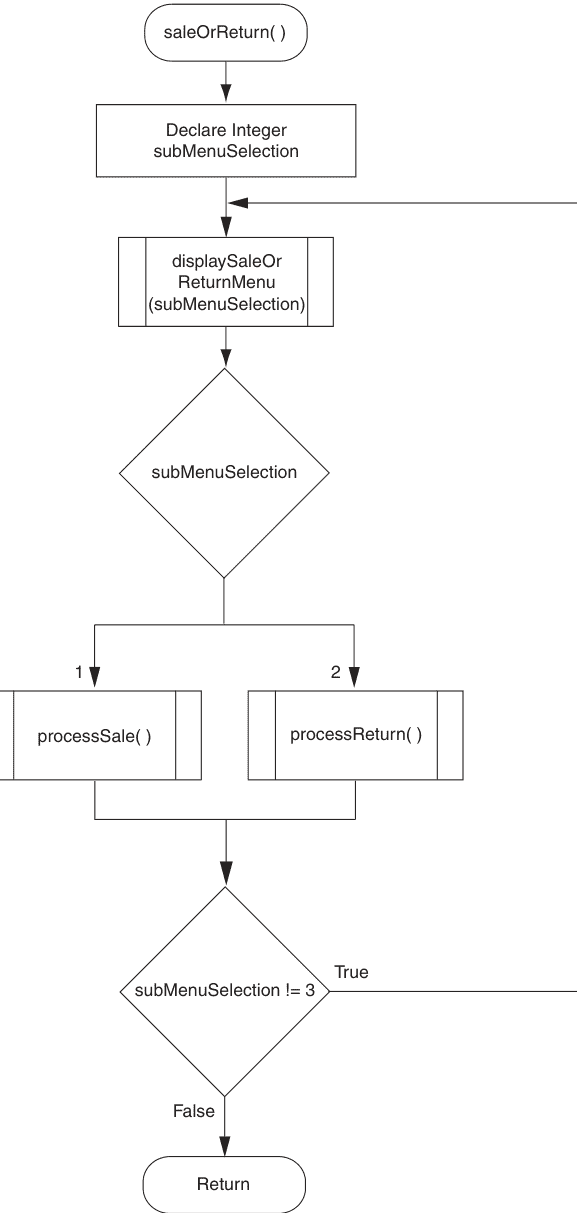 saleOrReturn( )
Declare Integer
subMenuSelection
displaySaleOr
ReturnMenu
(subMenuSelection)
subMenuSelection
1
2
processSale( )
processReturn( )
subMenuSelection != 3
True
False
Return